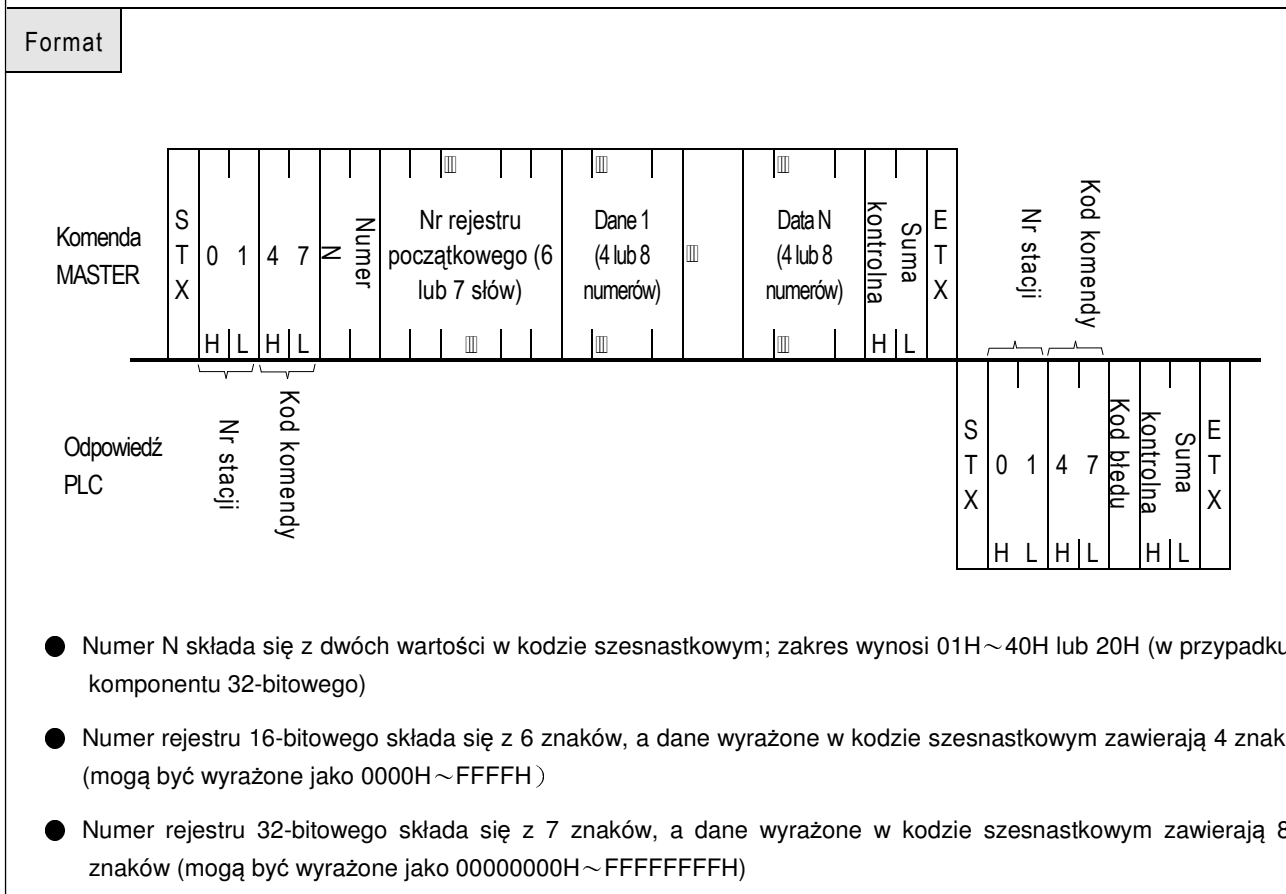 Format
Komenda
MASTER
S
T
X
0 1
H L
4 7
H L
N
Numer
Nr rejestru
początkowego (6
lub 7 słów)
Dane 1
(4 lub 8
numerów)
Data N
(4 lub 8
numerów)
kontrolna
Suma
H L
E
T
X
Nr stacji
Kod komendy
Odpowiedź
PLC
Nr stacji
Kod komendy
S
T
X
0 1
H L
4 7
H L
Kod błedu
kontrolna
Suma
H L
E
T
X
● Numer N składa się z dwóch wartości w kodzie szesnastkowym; zakres wynosi 01H～40H lub 20H (w przypadku
komponentu 32-bitowego)
● Numer rejestru 16-bitowego składa się z 6 znaków, a dane wyrażone w kodzie szesnastkowym zawierają 4 znak
(mogą być wyrażone jako 0000H～FFFFH）
● Numer rejestru 32-bitowego składa się z 7 znaków, a dane wyrażone w kodzie szesnastkowym zawierają 8
znaków (mogą być wyrażone jako 00000000H～FFFFFFFFH)